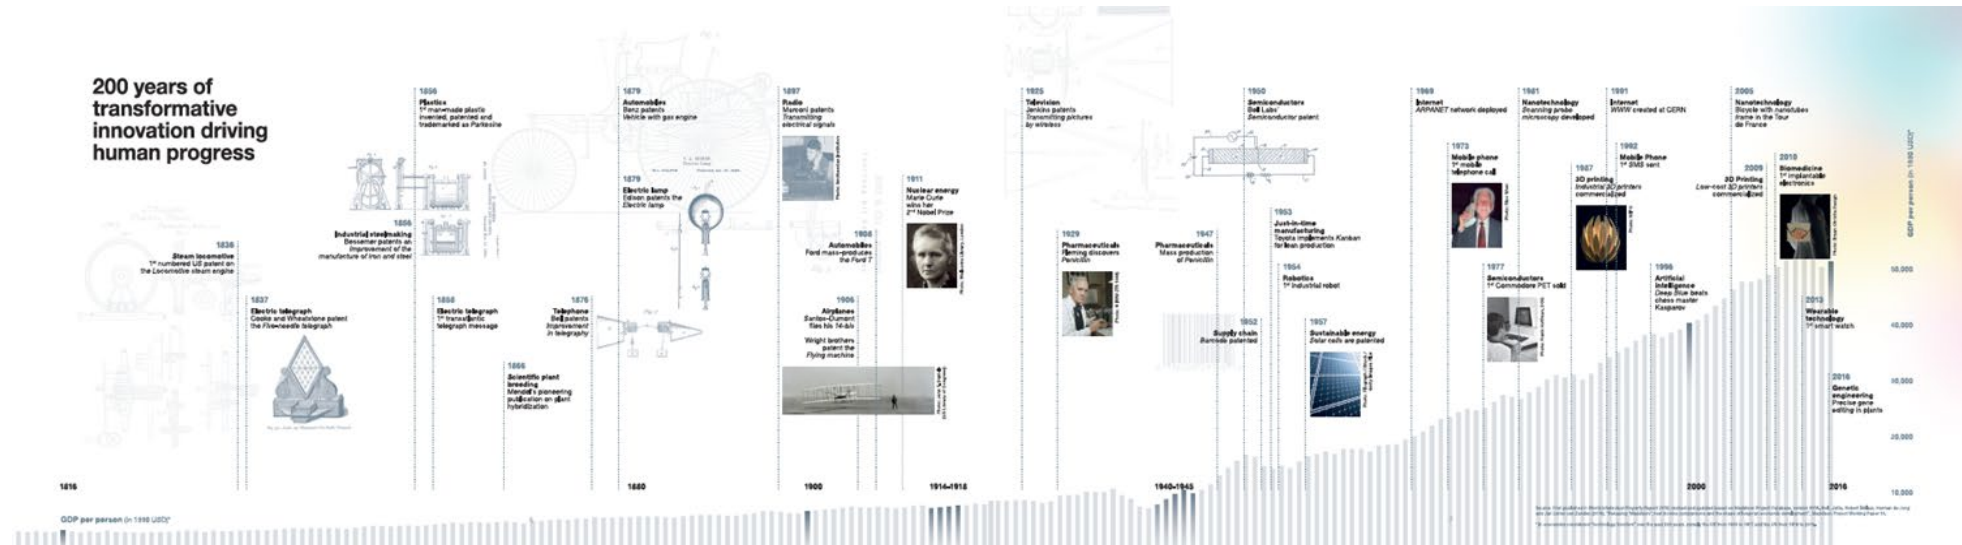 200 years of
transformative
innovation driving
human progress
1836
Steam locomotive
1st numbered US patent on
the Locomotive steam engine
1837
Electric telegraph
Cooke and Wheatstone patent
the Five-needle telegraph
1856
Plastics
1st man-made plastic
invented, patented and
trademarked as Parkesine
1856
Industrial steelmaking
Bessemer patents an
Improvement of the
manufacture of iron and steel
1858
Electric telegraph
1st transatlantic
telegraph message
1866
Scientific plant
breeding
Mendel's pioneering
publication on plant
hybridization
1876
Telephone
Bell patents
Improvement
in telegraphy
1879
Automobiles
Benz patents
Vehicle with gas engine
1879
Electric lamp
Edison patents the
Electric lamp
1897
Radio
Marconi patents
Transmitting
electrical signals
1908
Automobiles
Ford mass-produces
the Ford T
1906
Airplanes
Santos-Dumont
flies his 14-bis
Wright brothers
patent the
Flying machine
1911
Nuclear energy
Marie Curie
wins her
2nd Nobel Prize
1925
Television
Jenkins patents
Transmitting pictures
by wireless
1929
Pharmaceuticals
Fleming discovers
Penicillin
1947
Pharmaceuticals
Mass production
of Penicillin
1950
Semiconductors
Bell Labs'
Semiconductor patent
1952
Supply chain
Barcode patented
1953
Just-in-time
manufacturing
Toyota implements Kanban
for lean production
1954
Robotics
1st industrial robot
1957
Sustainable energy
Solar cells are patented
1969
Internet
ARPANET network deployed
1973
Mobile phone
1st mobile
telephone call
1977
Semiconductors
1st Commodore PET sold
1981
Nanotechnology
Scanning probe
microscopy developed
1987
3D printing
Industrial 3D printers
commercialized
1991
Internet
WWW created at CERN
1992
Mobile Phone
1st SMS sent
1996
Artificial
intelligence
Deep Blue beats
chess master
Kasparov
2005
Nanotechnology
Bicycle with nanotubes
frame in the Tour
de France
2009
3D Printing
Low-cost 3D printers
commercialized
2010
Biomedicine
1st implantable
electronics
2013
Wearable
technology
1st smart watch
2016
Genetic
engineering
Precise gene
editing in plants
GDP per person (in 1990 USD)*
50,000
40,000
30,000
20,000
10,000
1816
1880
1900
1914-1918
1940-1945
2000
2016
GDP per person (in 1990 USD)*